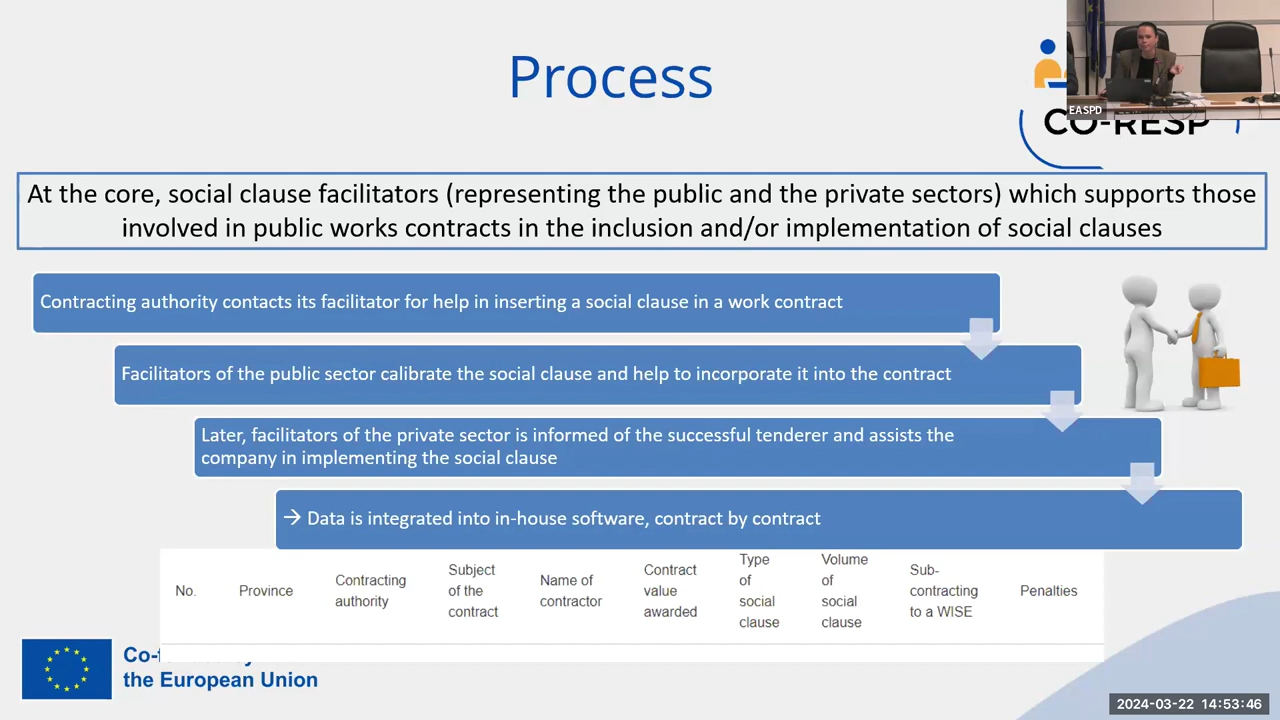 Process
EASPD
CO-RESP
At the core, social clause facilitators (representing the public and the private sectors) which supports those
involved in public works contracts in the inclusion and/or implementation of social clauses
Contracting authority contacts its facilitator for help in inserting a social clause in a work contract
Facilitators of the public sector calibrate the social clause and help to incorporate it into the contract
Later, facilitators of the private sector is informed of the successful tenderer and assists the
company in implementing the social clause
→ Data is integrated into in-house software, contract by contract
No.
Province
Contracting
authority
Subject
of the
contract
Name of
contractor
Contract
value
awarded
Type
of
social
clause
Volume
of
social
clause
Sub-
contracting
to a WISE
Penalties
the European Union
2024-03-22 14:53:46